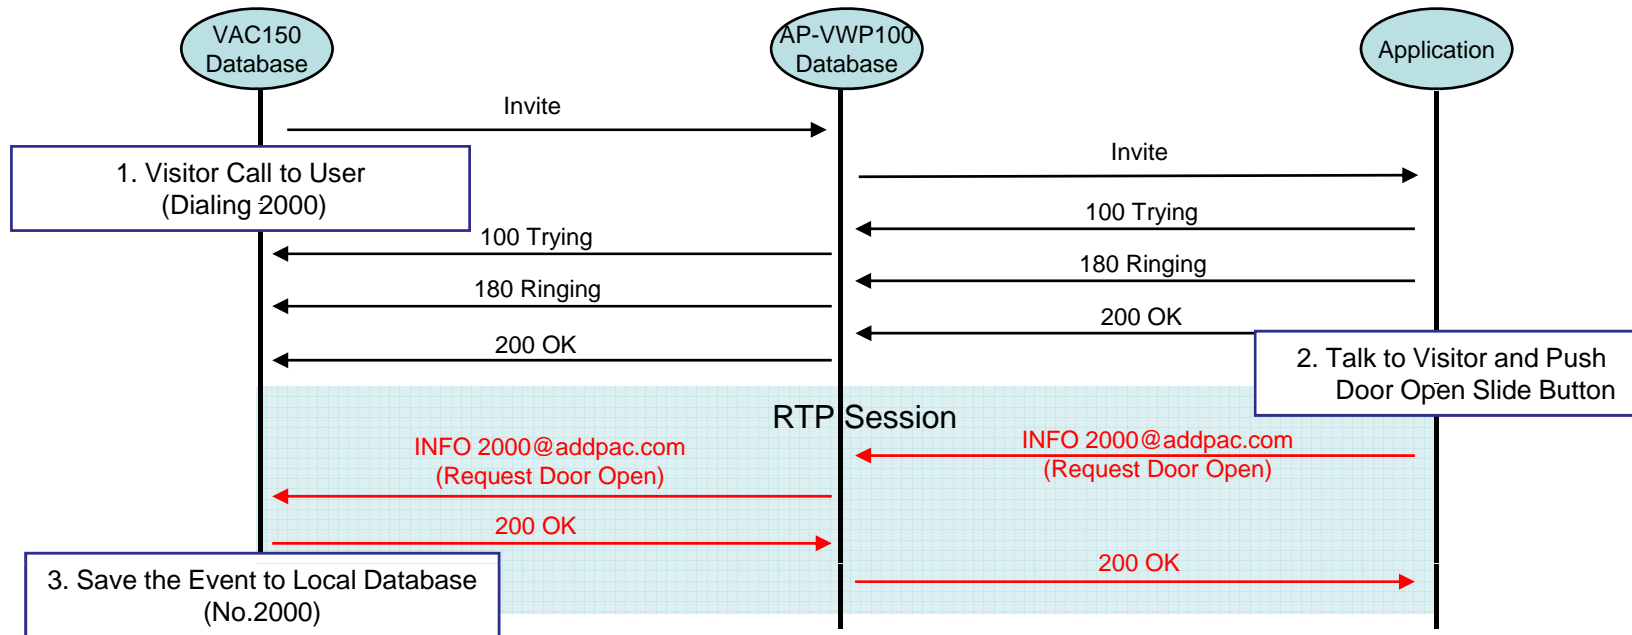 VAC150
Database
AP-VWP100
Database
Application
Invite
1. Visitor Call to User
(Dialing 2000)
Invite
100 Trying
100 Trying
180 Ringing
180 Ringing
200 OK
200 OK
2. Talk to Visitor and Push
Door Open Slide Button
RTP Session
INFO 2000@addpac.com
(Request Door Open)
INFO 2000@addpac.com
(Request Door Open)
200 OK
200 OK
3. Save the Event to Local Database
(No.2000)